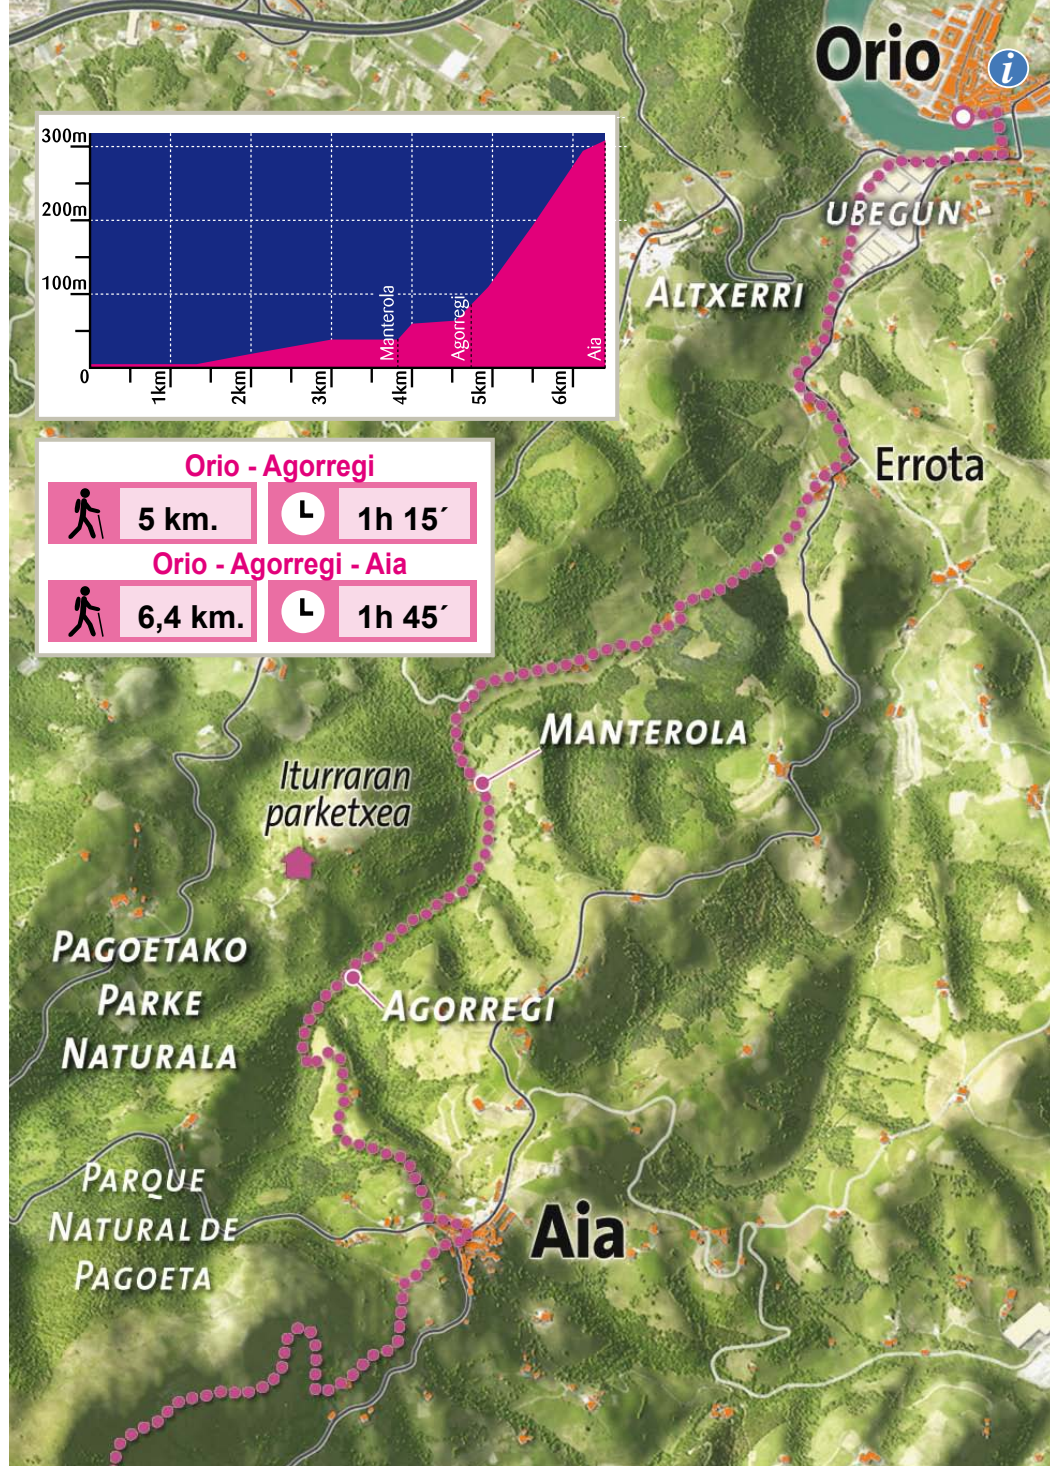 Orio
i
300m
200m
100m
0
1km
2km
3km
4km
5km
6km
Manterola
Agorregi
Aia
UBEGUN
ALTXERRI
Orio - Agorregi
5 km.
1h 15´
Orio - Agorregi - Aia
6,4 km.
1h 45´
Errota
MANTEROLA
Iturraran
parketxea
PAGOETAKO
PARKE
NATURALA
AGORREGI
PARQUE
NATURAL DE
PAGOETA
Aia